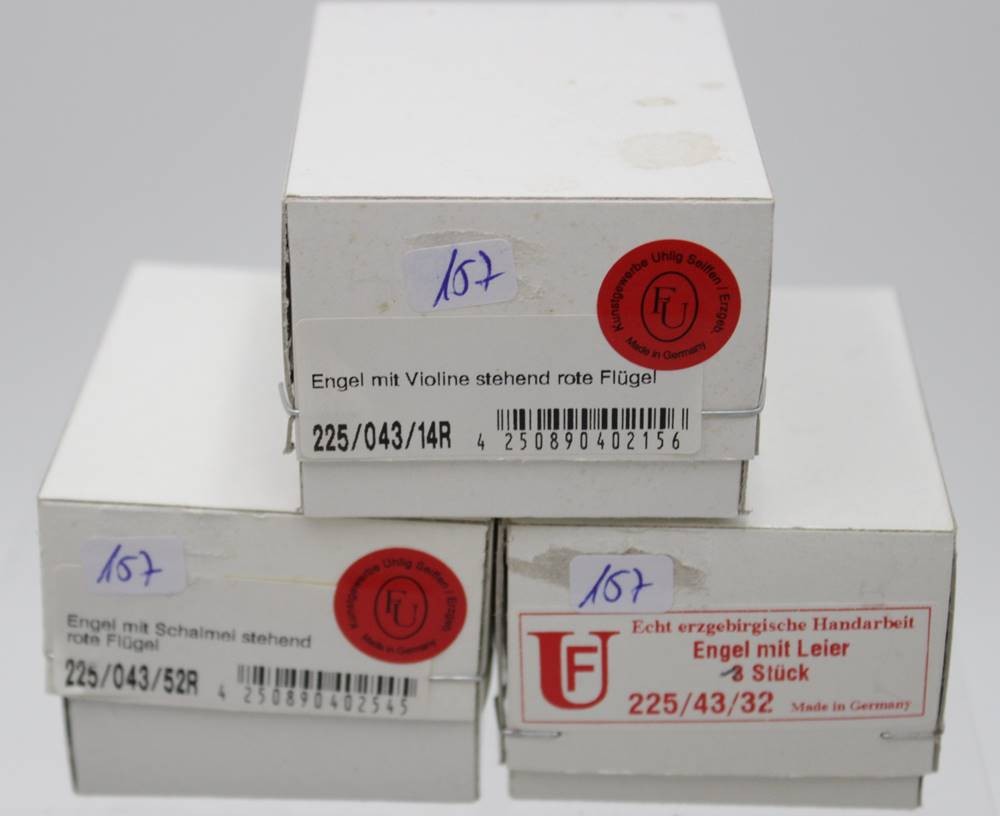 157
Kunstgewerbe Uhlig Seiffen / Erzgeb.
FU
Made in Germany
Engel mit Violine stehend rote Flügel
225/043/14R
4 250890 402156
157
Kunstgewerbe Uhlig Seiffen / Erzgeb.
FU
Made in Germany
Engel mit Schalmei stehend
rote Flügel
225/043/52R
4 250890 402545
157
UF
Echt erzgebirgische Handarbeit
Engel mit Leier
Stück
225/43/32 Made in Germany